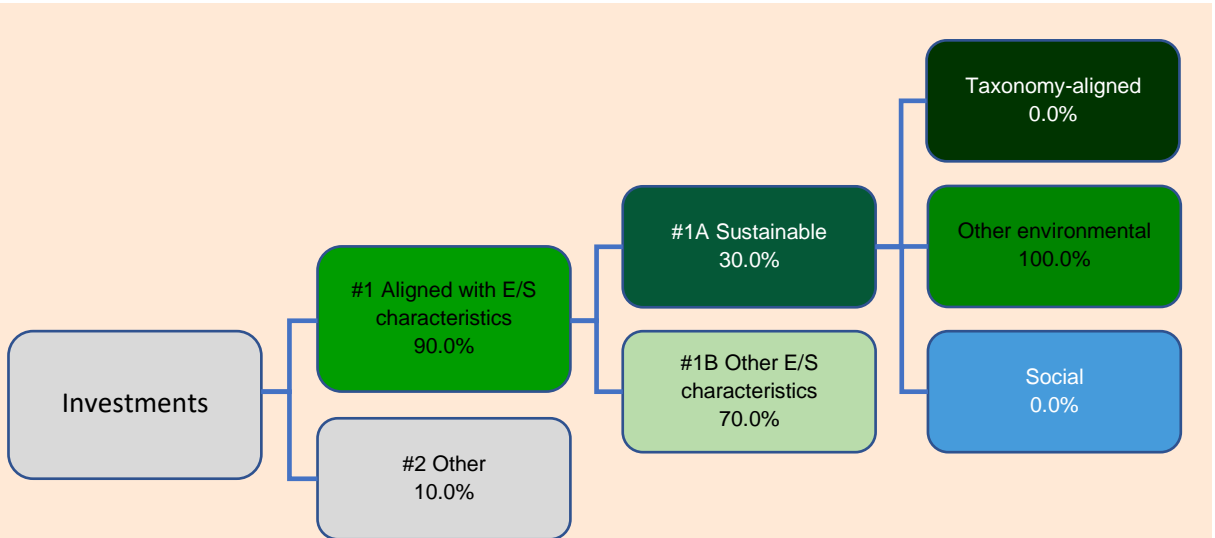 Investments
#1 Aligned with E/S
characteristics
90.0%
#2 Other
10.0%
#1A Sustainable
30.0%
#1B Other E/S
characteristics
70.0%
Taxonomy-aligned
0.0%
Other environmental
100.0%
Social
0.0%